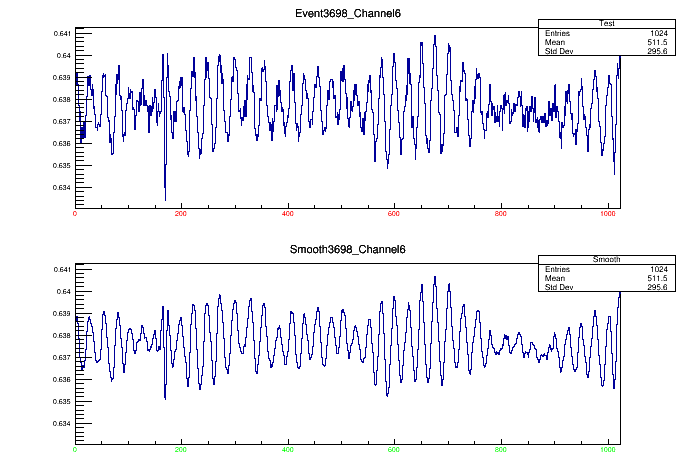 Event3698_Channel6
Test
Entries 1024
Mean 511.5
Std Dev 295.6
0.641
0.64
0.639
0.638
0.637
0.636
0.635
0.634
0 200 400 600 800 1000
Smooth3698_Channel6
Smooth
Entries 1024
Mean 511.5
Std Dev 295.6
0.641
0.64
0.639
0.638
0.637
0.636
0.635
0.634
0 200 400 600 800 1000